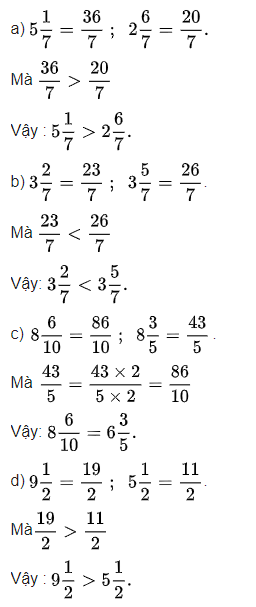 a) $5\frac{1}{7} = \frac{36}{7}$ ; $2\frac{6}{7} = \frac{20}{7}$.
Mà $\frac{36}{7} > \frac{20}{7}$
Vậy : $5\frac{1}{7} > 2\frac{6}{7}$.
b) $3\frac{2}{7} = \frac{23}{7}$ ; $3\frac{5}{7} = \frac{26}{7}$.
Mà $\frac{23}{7} < \frac{26}{7}$
Vậy: $3\frac{2}{7} < 3\frac{5}{7}$.
c) $8\frac{6}{10} = \frac{86}{10}$ ; $8\frac{3}{5} = \frac{43}{5}$ .
Mà $\frac{43}{5} = \frac{43 \times 2}{5 \times 2} = \frac{86}{10}$
Vậy: $8\frac{6}{10} = 6\frac{3}{5}$.
d) $9\frac{1}{2} = \frac{19}{2}$ ; $5\frac{1}{2} = \frac{11}{2}$.
Mà $\frac{19}{2} > \frac{11}{2}$
Vậy : $9\frac{1}{2} > 5\frac{1}{2}$.